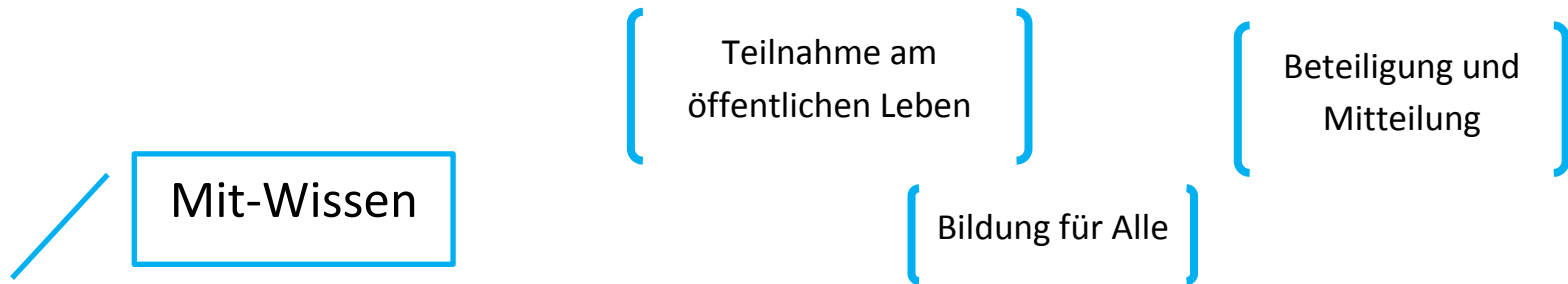 Teilnahme am
öffentlichen Leben
Beteiligung und
Mitteilung
Mit-Wissen
Bildung für Alle